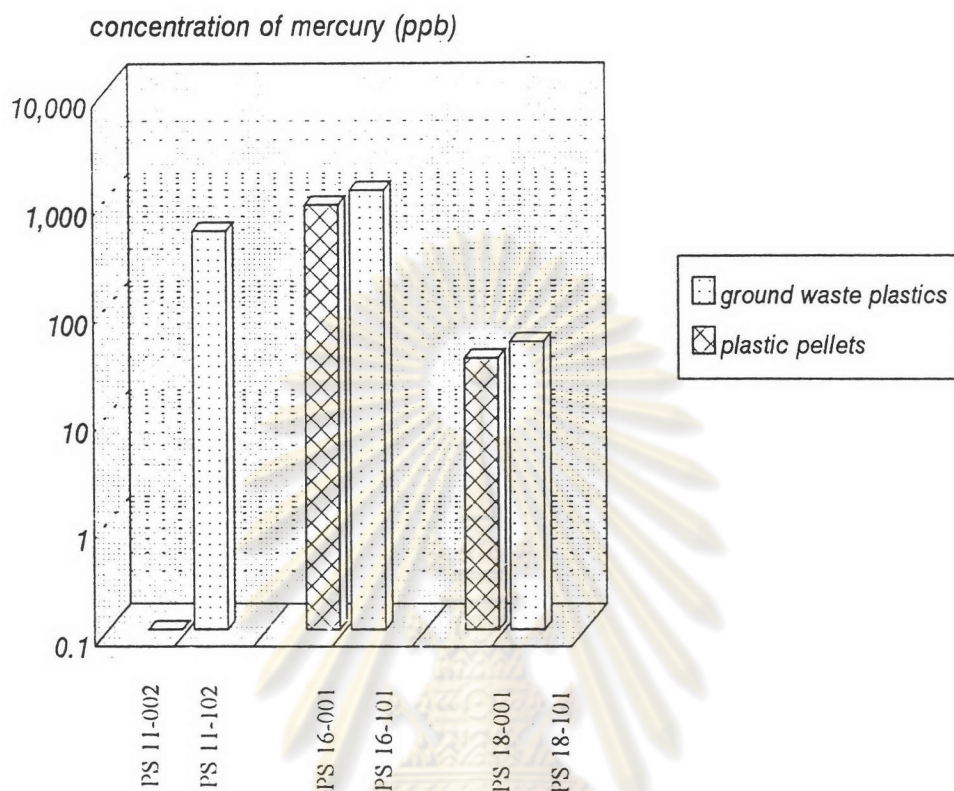 concentration of mercury (ppb)
10,000
1,000
100
10
1
0.1
ground waste plastics
plastic pellets
PS 11-002
PS 11-102
PS 16-001
PS 16-101
PS 18-001
PS 18-101